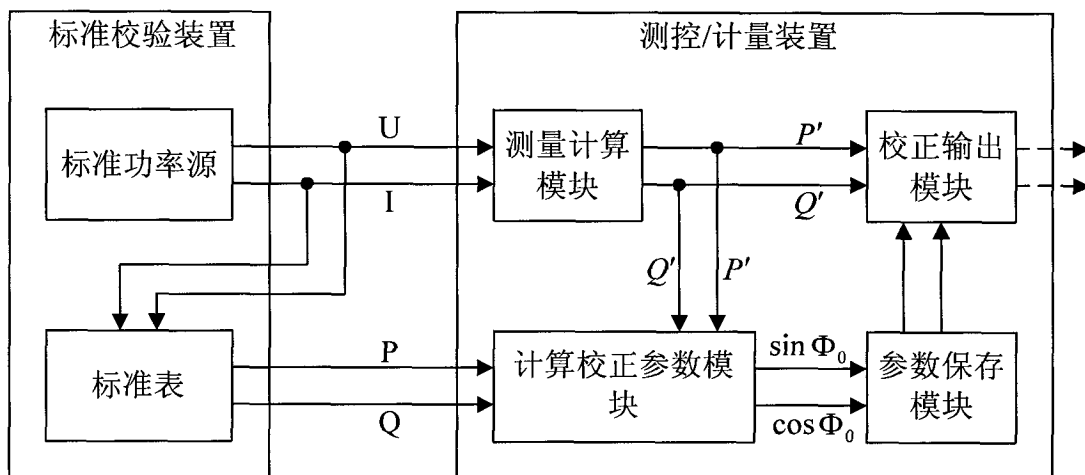 标准校验装置
测控/计量装置
标准功率源
U
I
测量计算
模块
P′
Q′
校正输出
模块
Q′
P′
标准表
P
Q
计算校正参数模
块
sin Φ₀
cos Φ₀
参数保存
模块